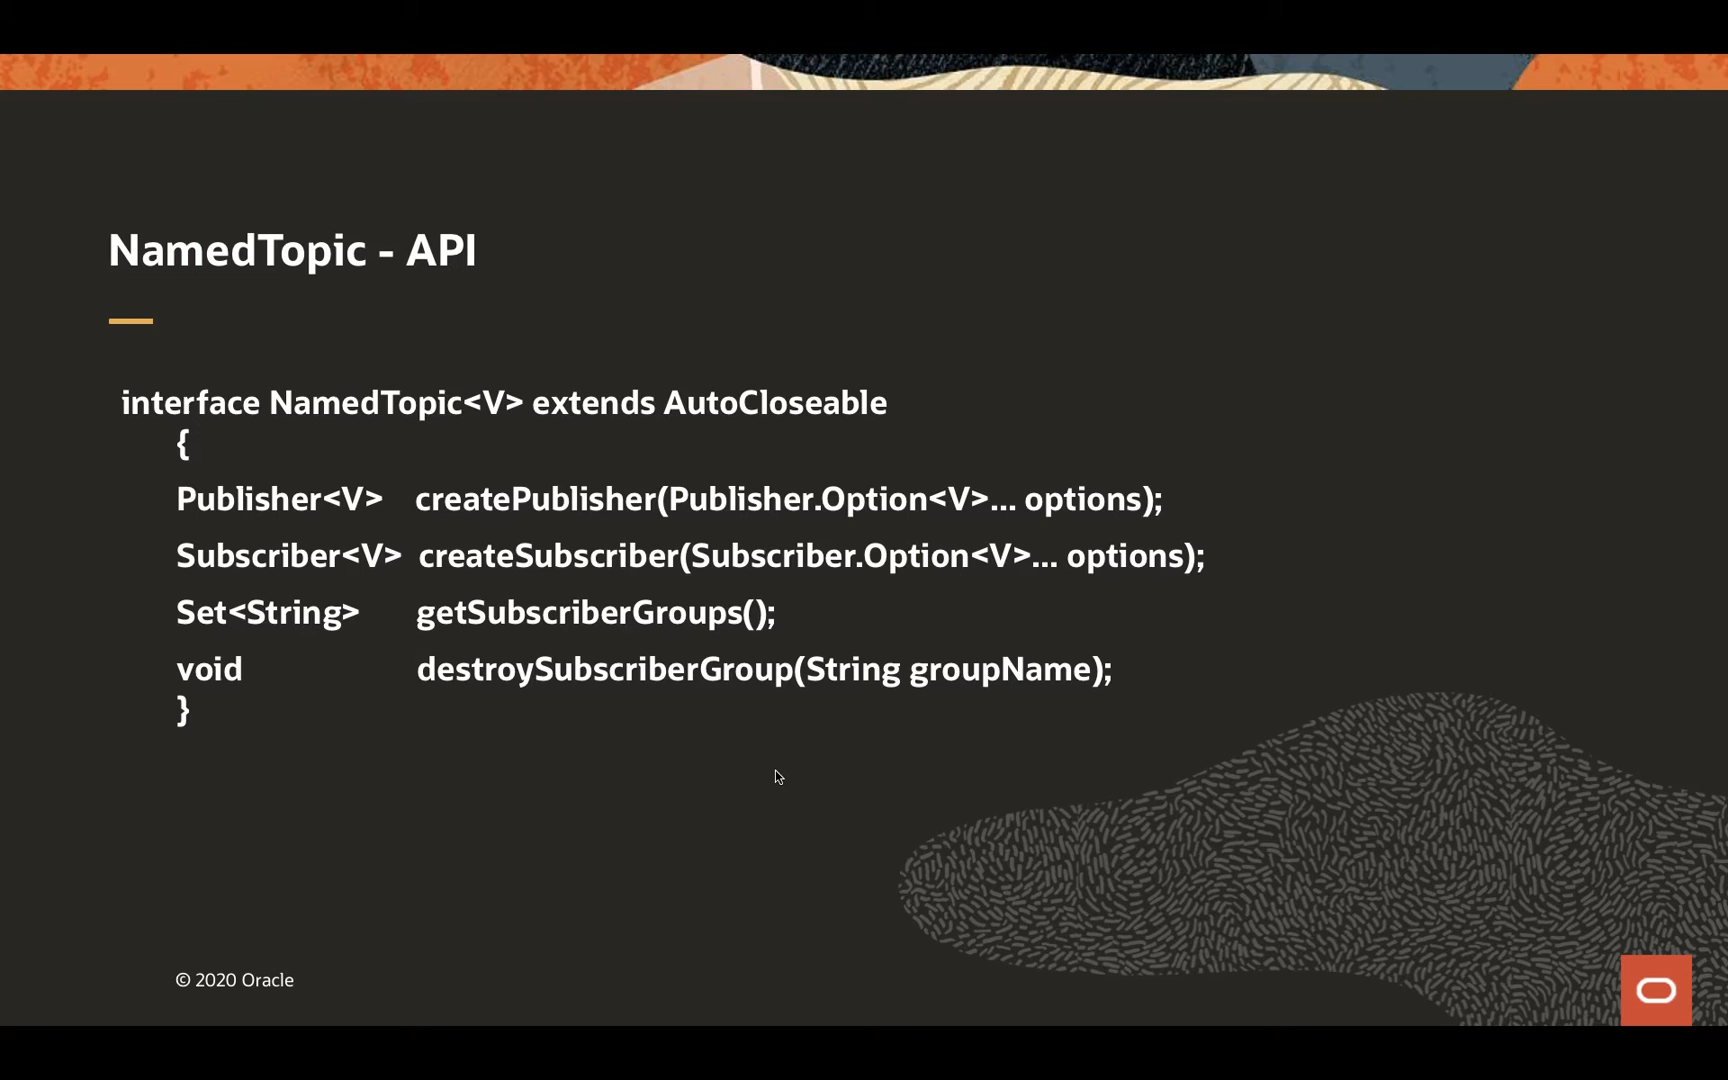 NamedTopic - API
interface NamedTopic<V> extends AutoCloseable
{
Publisher<V> createPublisher(Publisher.Option<V>... options);
Subscriber<V> createSubscriber(Subscriber.Option<V>... options);
Set<String> getSubscriberGroups();
void destroySubscriberGroup(String groupName);
}
© 2020 Oracle